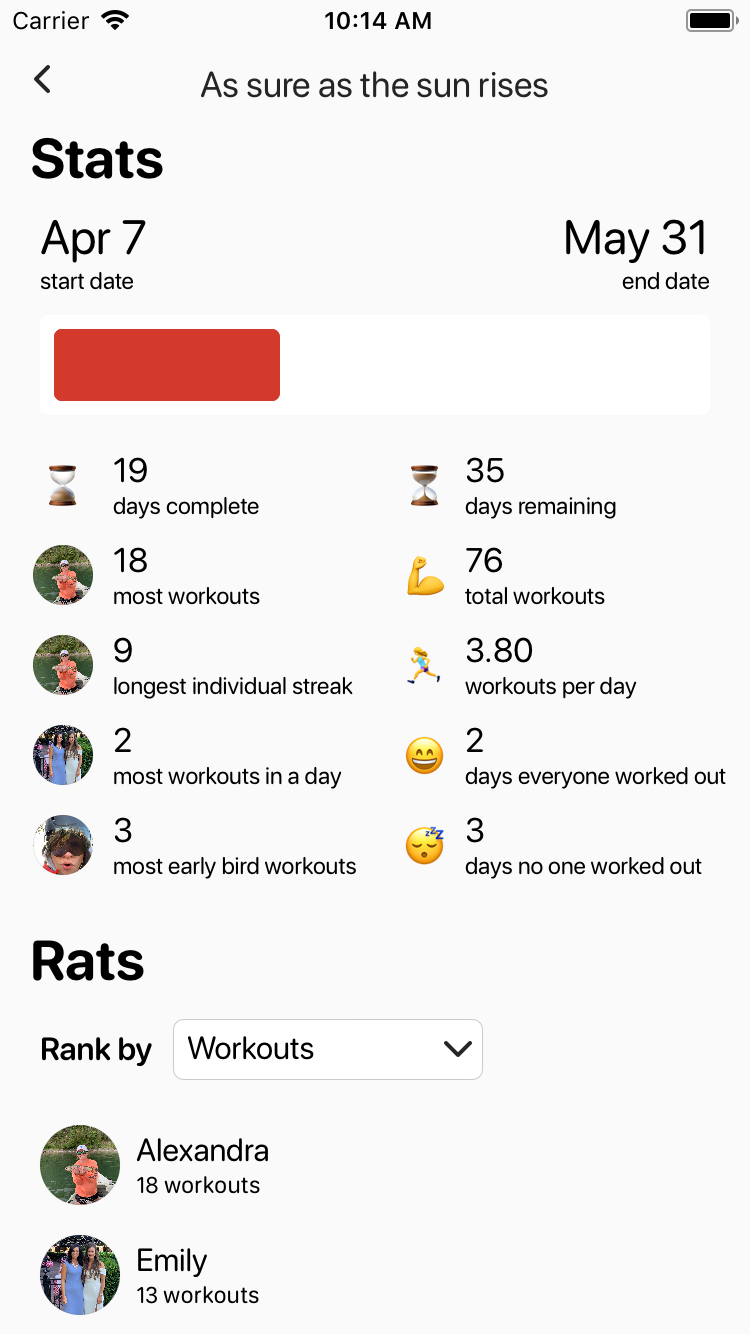 Carrier 10:14 AM
As sure as the sun rises
Stats
Apr 7 May 31
start date end date
19 35
days complete days remaining
18 76
most workouts total workouts
9 3.80
longest individual streak workouts per day
2 2
most workouts in a day days everyone worked out
3 3
most early bird workouts days no one worked out
Rats
Rank by Workouts
Alexandra
18 workouts
Emily
13 workouts